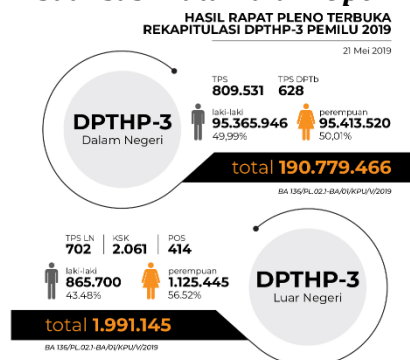 HASIL RAPAT PLENO TERBUKA
REKAPITULASI DPTHP-3 PEMILU 2019
21 Mei 2019
DPTHP-3
Dalam Negeri
TPS
809.531
TPS DPTb
628
laki-laki
95.365.946
49,99%
perempuan
95.413.520
50,01%
total 190.779.466
BA 136/PL.02.1-BA/01/KPU/V/2019
TPS LN
702
KSK
2.061
POS
414
laki-laki
865.700
43.48%
perempuan
1.125.445
56.52%
DPTHP-3
Luar Negeri
total 1.991.145
BA 136/PL.02.1-BA/01/KPU/V/2019